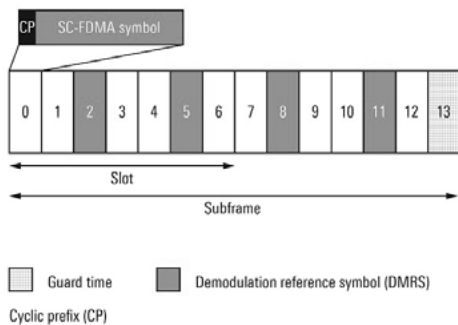 CP SC-FDMA symbol
0 1 2 3 4 5 6 7 8 9 10 11 12 13
Slot
Subframe
Guard time Demodulation reference symbol (DMRS)
Cyclic prefix (CP)